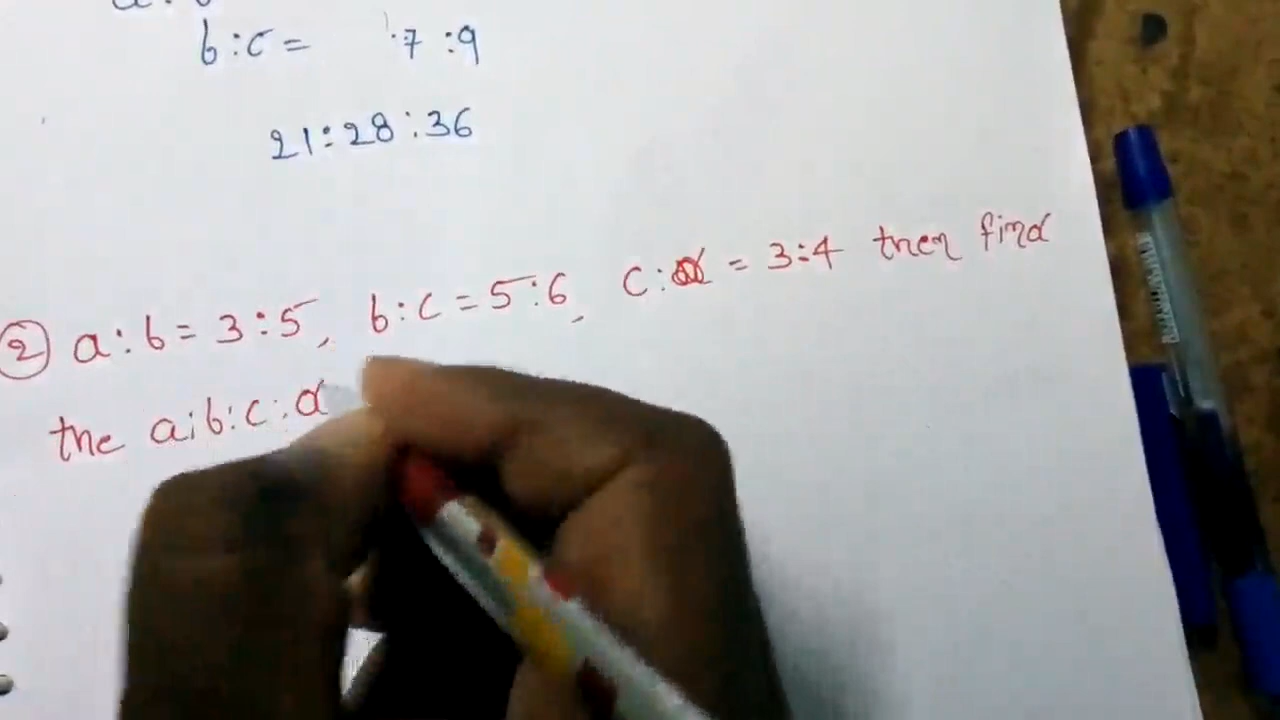 b:c = 7:9
21:28:36
② a:b = 3:5, b:c = 5:6, c:d = 3:4 then find
the a:b:c:d